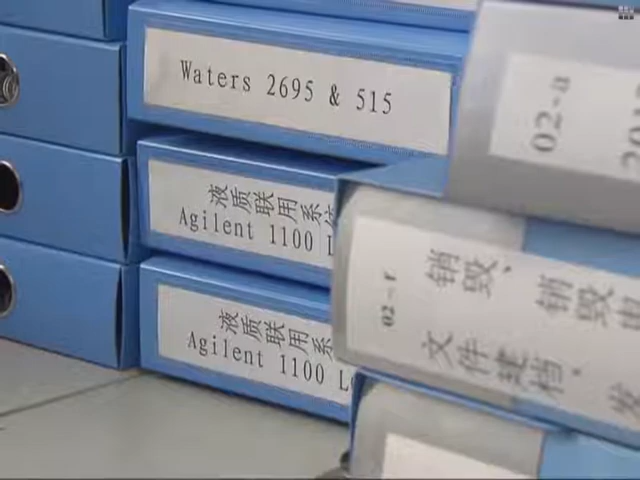 Waters 2695 & 515
液质联用系
Agilent 1100
液质联用系
Agilent 1100
02-a
02-r
销毁, 销毁
文件建档.